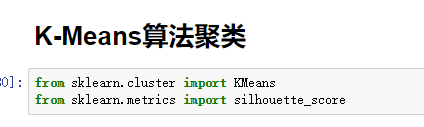 K-Means算法聚类
0]:
from sklearn.cluster import KMeans
from sklearn.metrics import silhouette_score